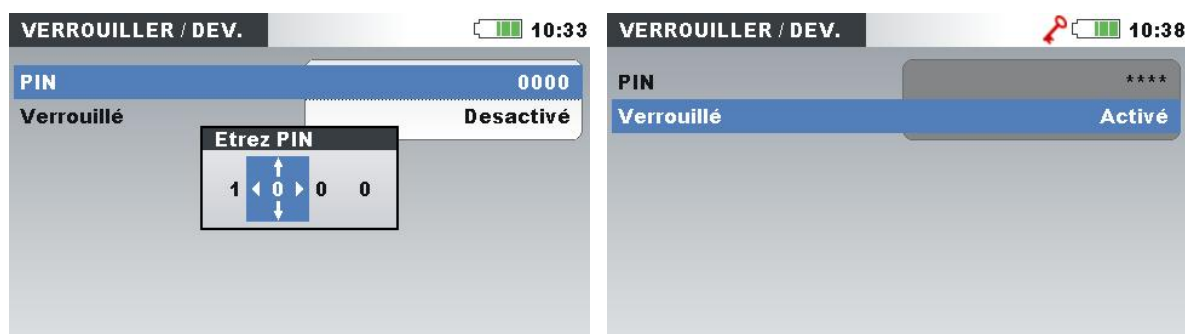 VERROUILLER / DEV. 10:33
PIN 0000
Verrouillé Desactivé
Etrez PIN
1 0 0 0
VERROUILLER / DEV. 10:38
PIN ****
Verrouillé Activé